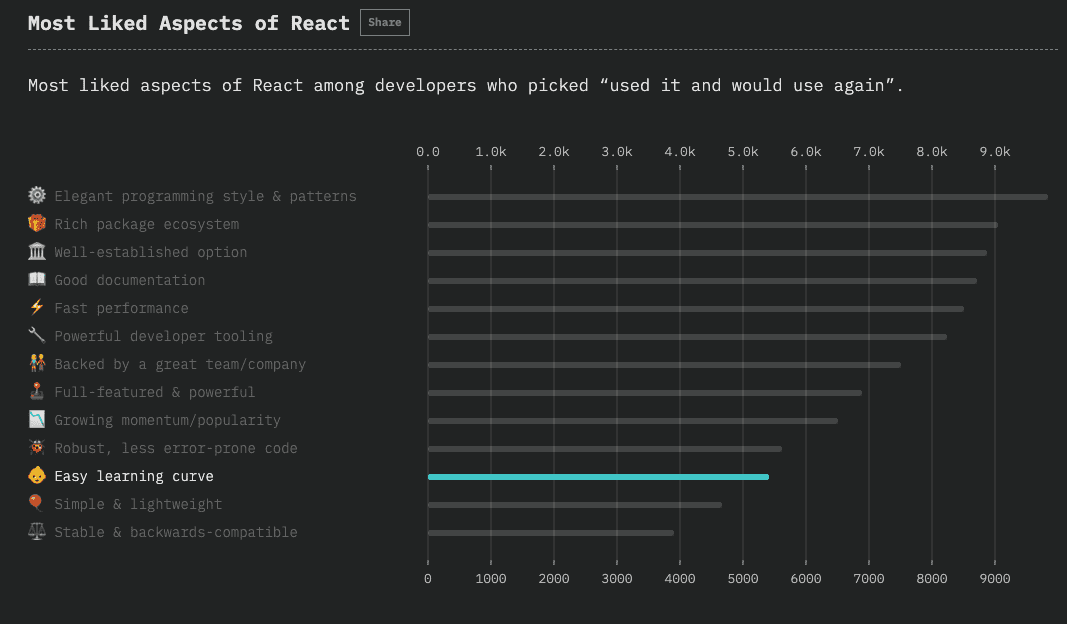 Most Liked Aspects of React Share
Most liked aspects of React among developers who picked “used it and would use again”.
0.0 1.0k 2.0k 3.0k 4.0k 5.0k 6.0k 7.0k 8.0k 9.0k
Elegant programming style & patterns
Rich package ecosystem
Well-established option
Good documentation
Fast performance
Powerful developer tooling
Backed by a great team/company
Full-featured & powerful
Growing momentum/popularity
Robust, less error-prone code
Easy learning curve
Simple & lightweight
Stable & backwards-compatible
0 1000 2000 3000 4000 5000 6000 7000 8000 9000